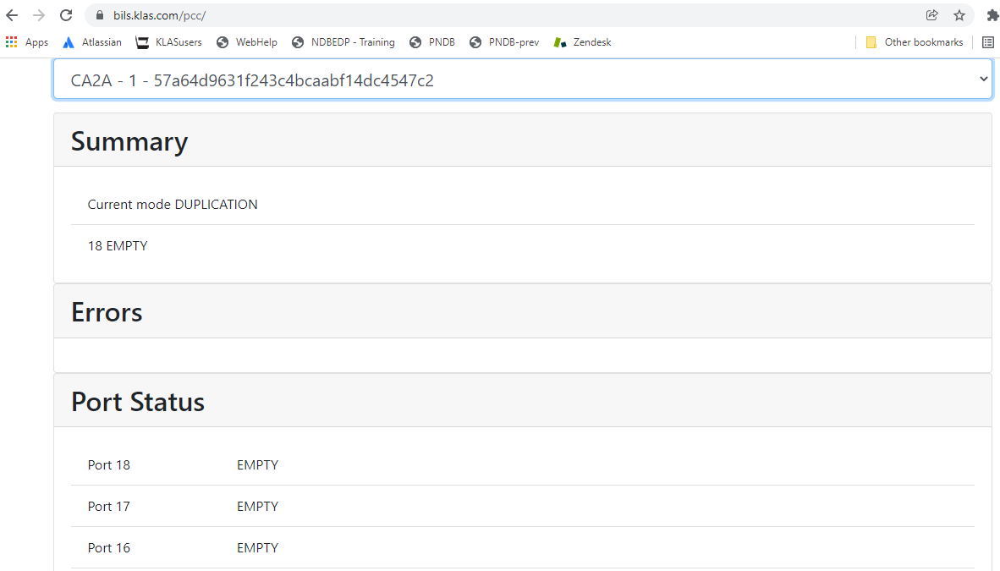 bils.klas.com/pcc/
Apps Atlassian KLASusers WebHelp NDBEDP - Training PNDB PNDB-prev Zendesk Other bookmarks
CA2A - 1 - 57a64d9631f243c4bcaabf14dc4547c2
Summary
Current mode DUPLICATION
18 EMPTY
Errors
Port Status
Port 18 EMPTY
Port 17 EMPTY
Port 16 EMPTY